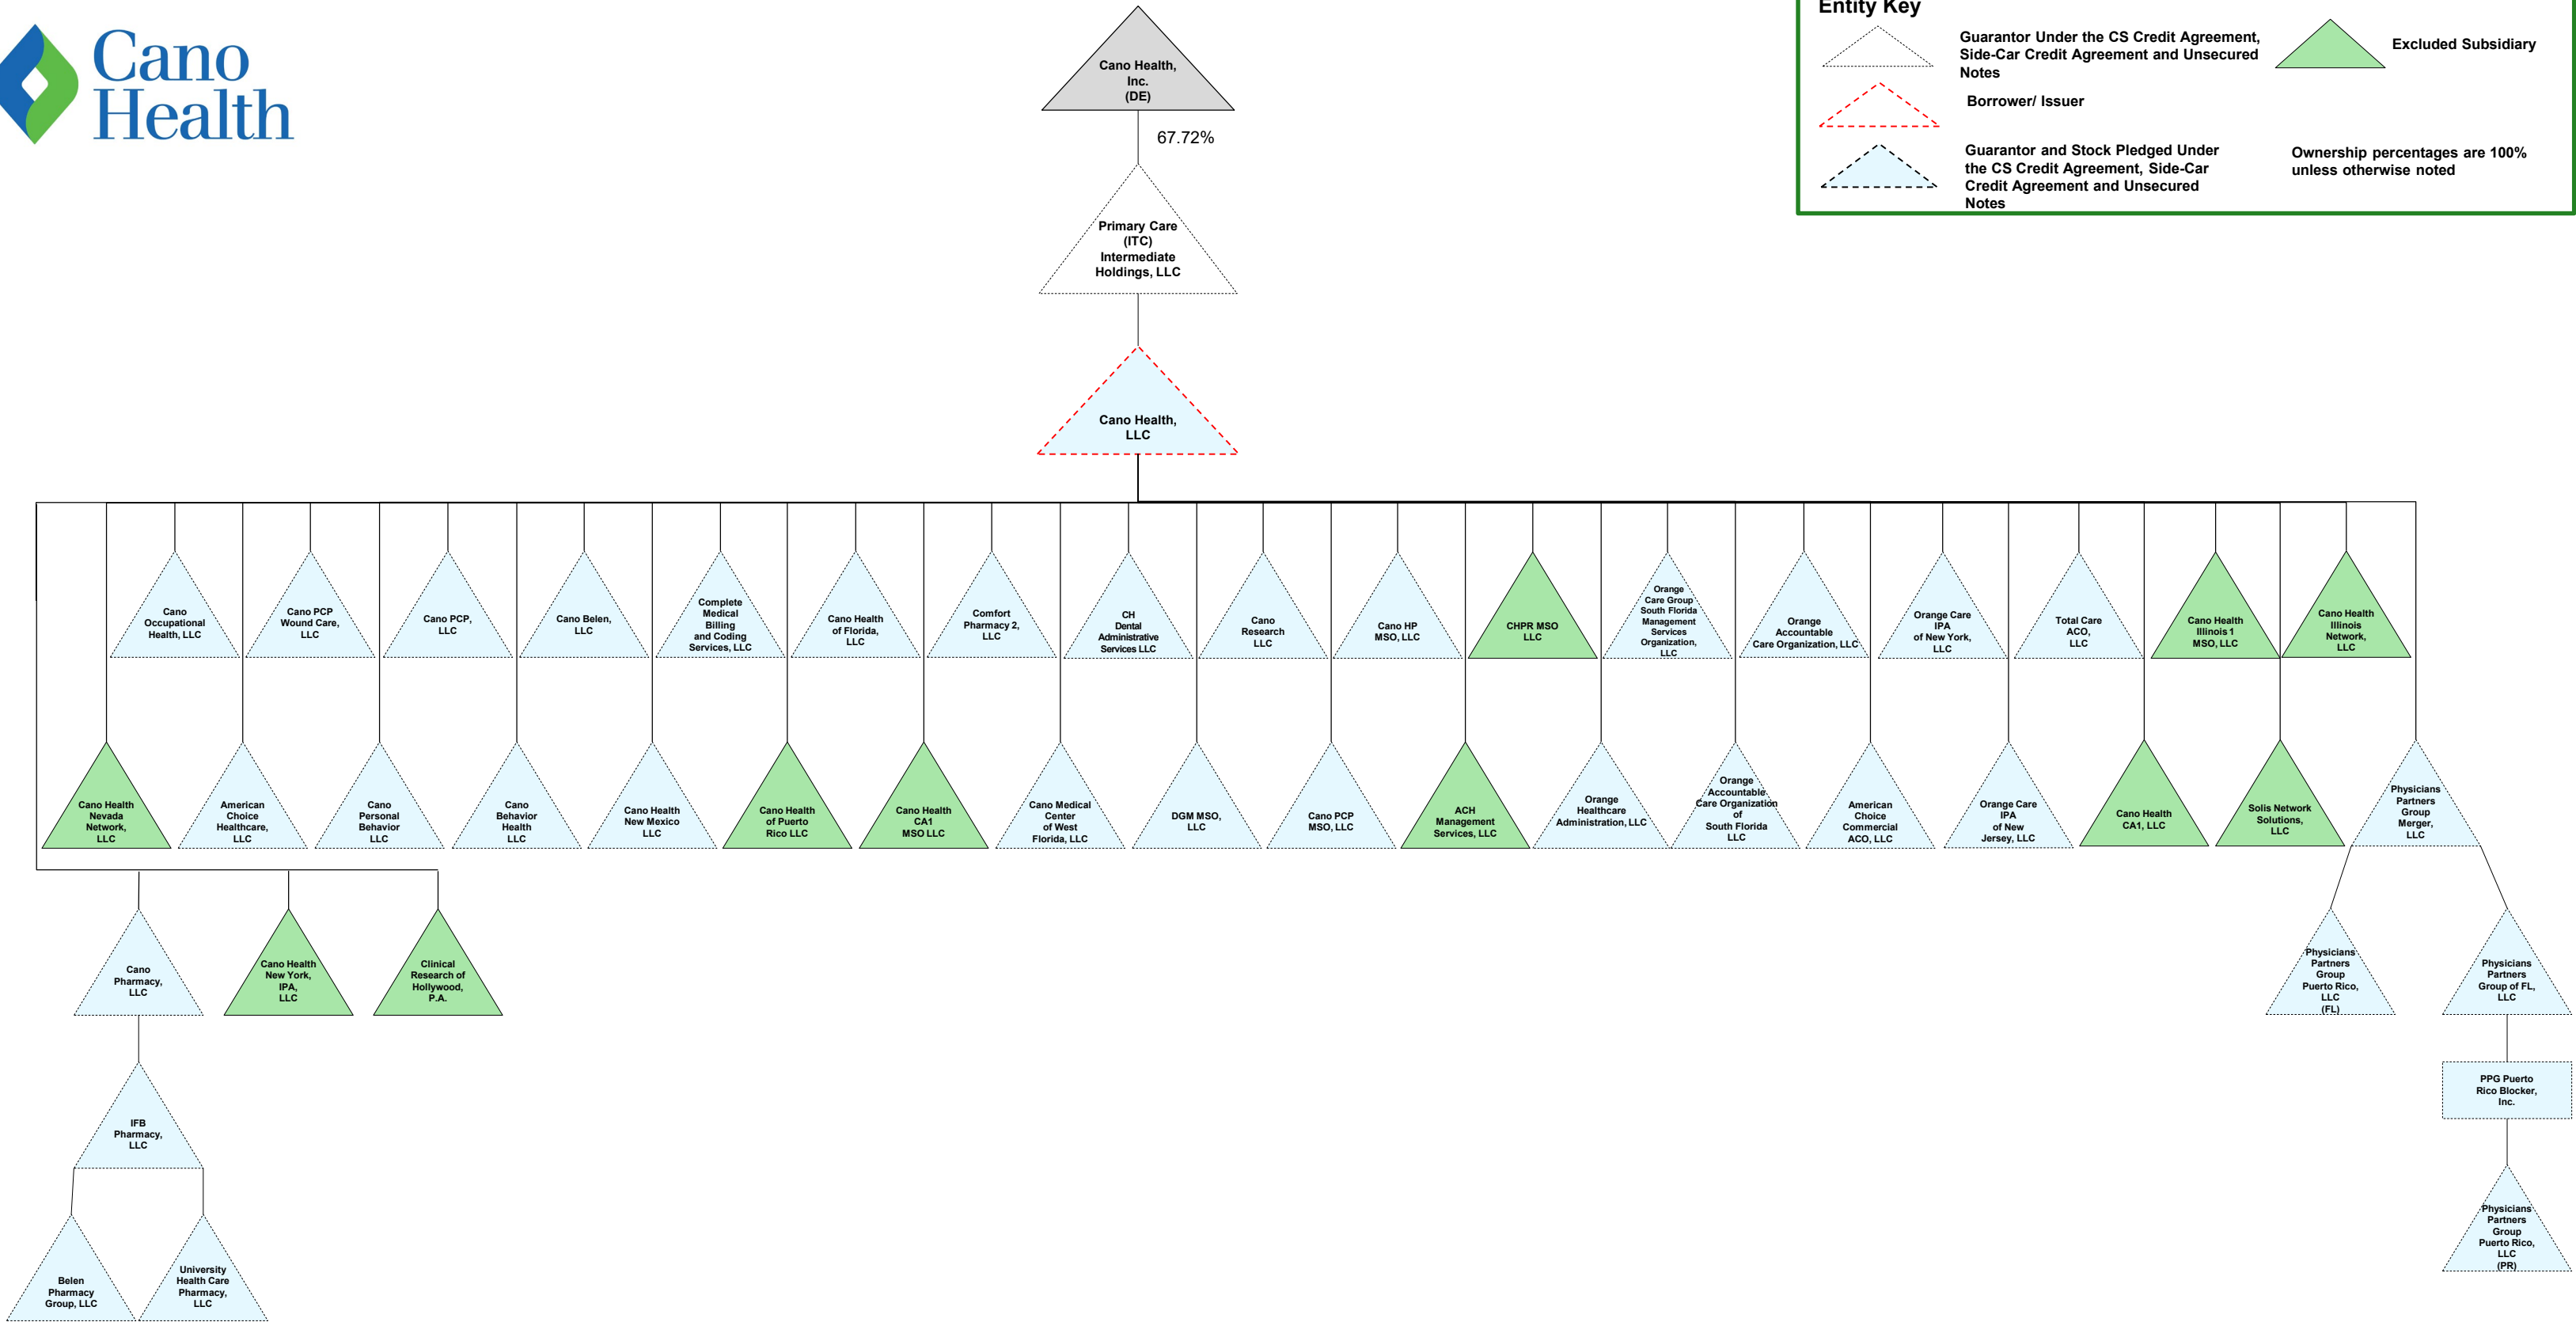 Cano
Health
Entity Key
Guarantor Under the CS Credit Agreement,
Side-Car Credit Agreement and Unsecured
Notes
Excluded Subsidiary
Borrower/ Issuer
Guarantor and Stock Pledged Under
the CS Credit Agreement, Side-Car
Credit Agreement and Unsecured
Notes
Ownership percentages are 100%
unless otherwise noted
Cano Health,
Inc.
(DE)
67.72%
Primary Care
(ITC)
Intermediate
Holdings, LLC
Cano Health,
LLC
Cano
Occupational
Health, LLC
Cano PCP
Wound Care,
LLC
Cano PCP,
LLC
Cano Belen,
LLC
Complete
Medical
Billing
and Coding
Services, LLC
Cano Health
of Florida,
LLC
Comfort
Pharmacy 2,
LLC
CH
Dental
Administrative
Services LLC
Cano
Research
LLC
Cano HP
MSO, LLC
CHPR MSO
LLC
Orange
Care Group
South Florida
Management
Services
Organization,
LLC
Orange
Accountable
Care Organization, LLC
Orange Care
IPA
of New York,
LLC
Total Care
ACO,
LLC
Cano Health
Illinois 1
MSO, LLC
Cano Health
Illinois
Network,
LLC
Cano Health
Nevada
Network,
LLC
American
Choice
Healthcare,
LLC
Cano
Personal
Behavior
LLC
Cano
Behavior
Health
LLC
Cano Health
New Mexico
LLC
Cano Health
of Puerto
Rico LLC
Cano Health
CA1
MSO LLC
Cano Medical
Center
of West
Florida, LLC
DGM MSO,
LLC
Cano PCP
MSO, LLC
ACH
Management
Services, LLC
Orange
Healthcare
Administration, LLC
Orange
Accountable
Care Organization
of
South Florida
LLC
American
Choice
Commercial
ACO, LLC
Orange Care
IPA
of New
Jersey, LLC
Cano Health
CA1, LLC
Solis Network
Solutions,
LLC
Physicians
Partners
Group
Merger,
LLC
Cano
Pharmacy,
LLC
Cano Health
New York,
IPA,
LLC
Clinical
Research of
Hollywood,
P.A.
Physicians
Partners
Group
Puerto Rico,
LLC
(FL)
Physicians
Partners
Group of FL,
LLC
IFB
Pharmacy,
LLC
PPG Puerto
Rico Blocker,
Inc.
Belen
Pharmacy
Group, LLC
University
Health Care
Pharmacy,
LLC
Physicians
Partners
Group
Puerto Rico,
LLC
(PR)